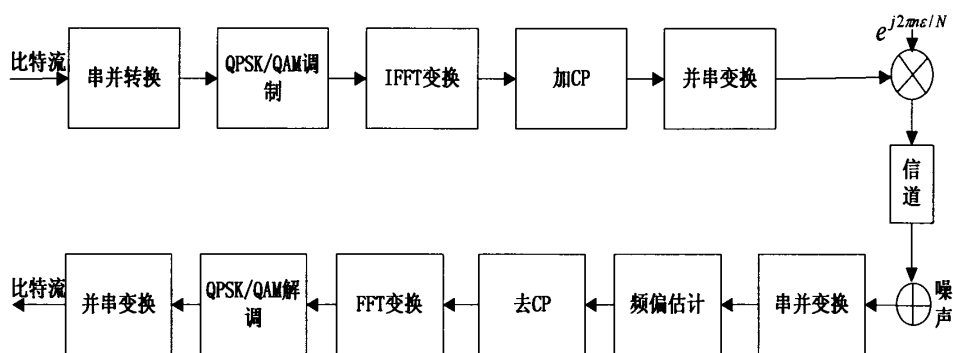 e^{j2πnε/N}
比特流
串并转换
QPSK/QAM调
制
IFFT变换
加CP
并串变换
信
道
比特流
并串变换
QPSK/QAM解
调
FFT变换
去CP
频偏估计
串并变换
噪
声